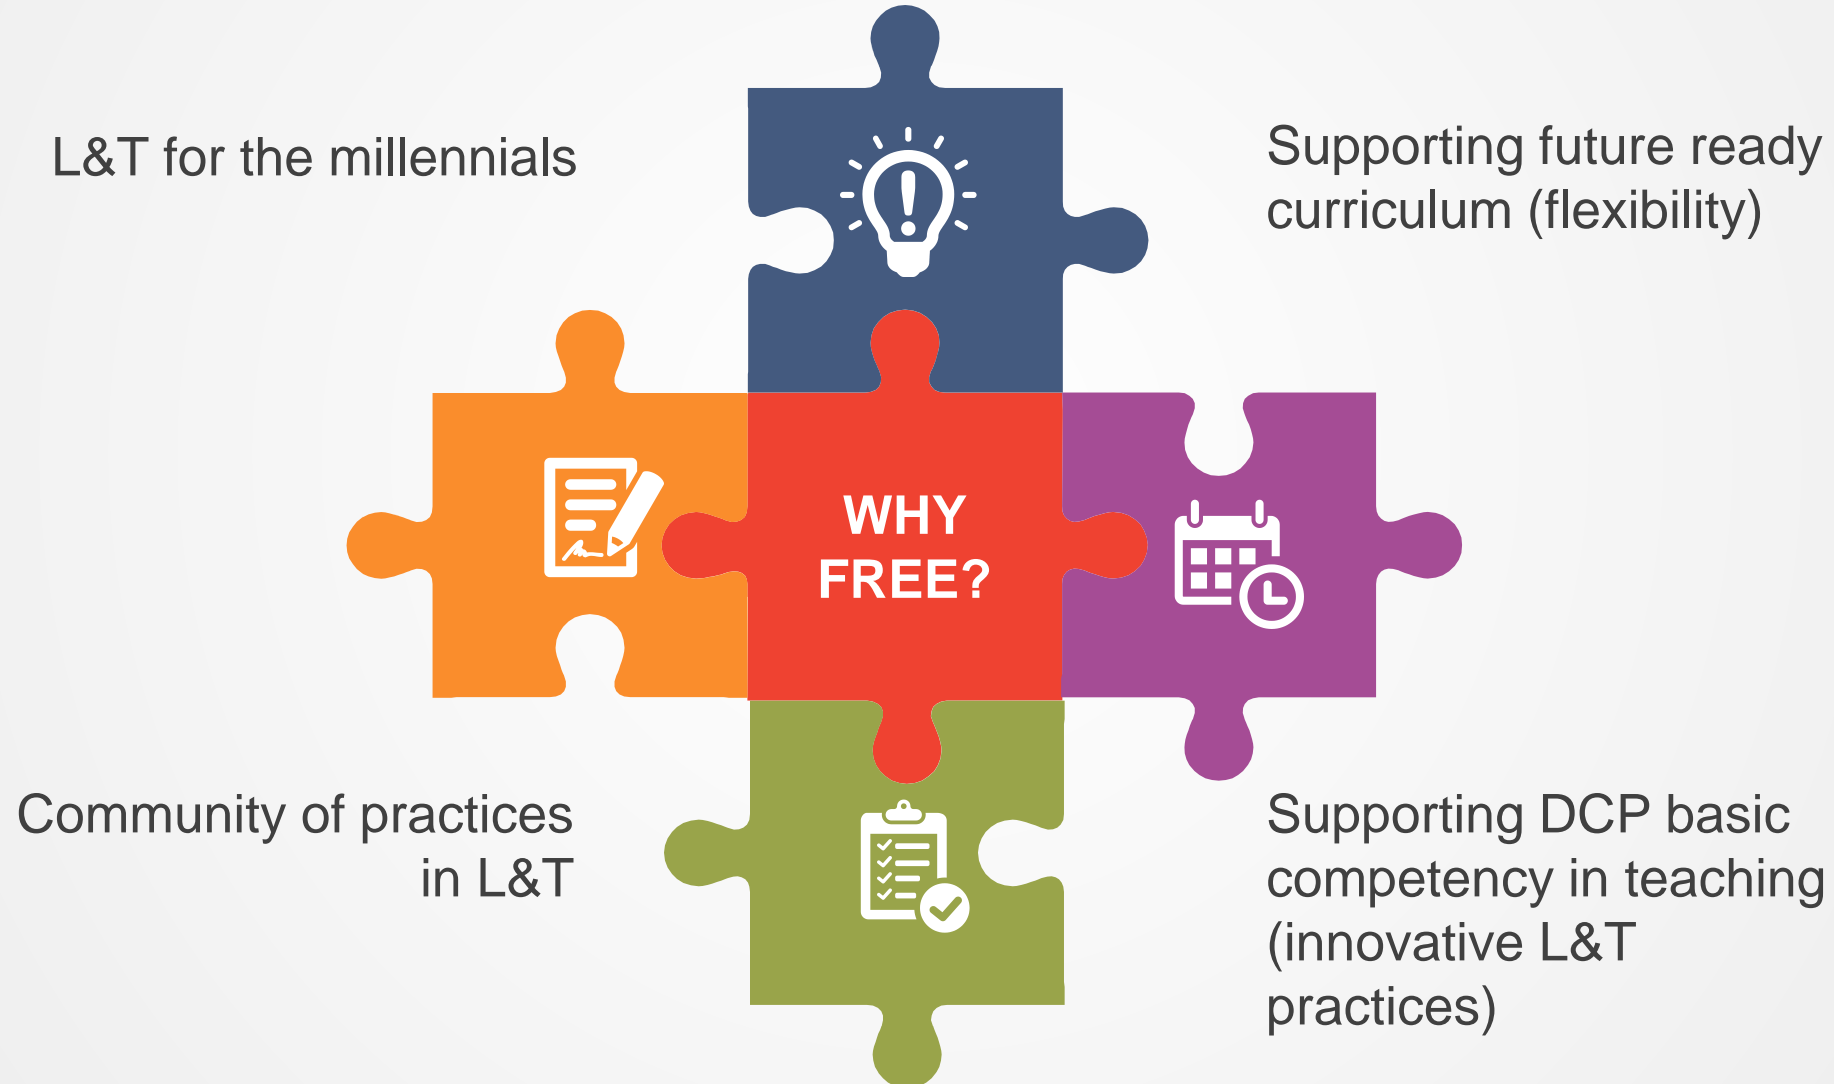 L&T for the millennials
Supporting future ready
curriculum (flexibility)
WHY
FREE?
Community of practices
in L&T
Supporting DCP basic
competency in teaching
(innovative L&T
practices)